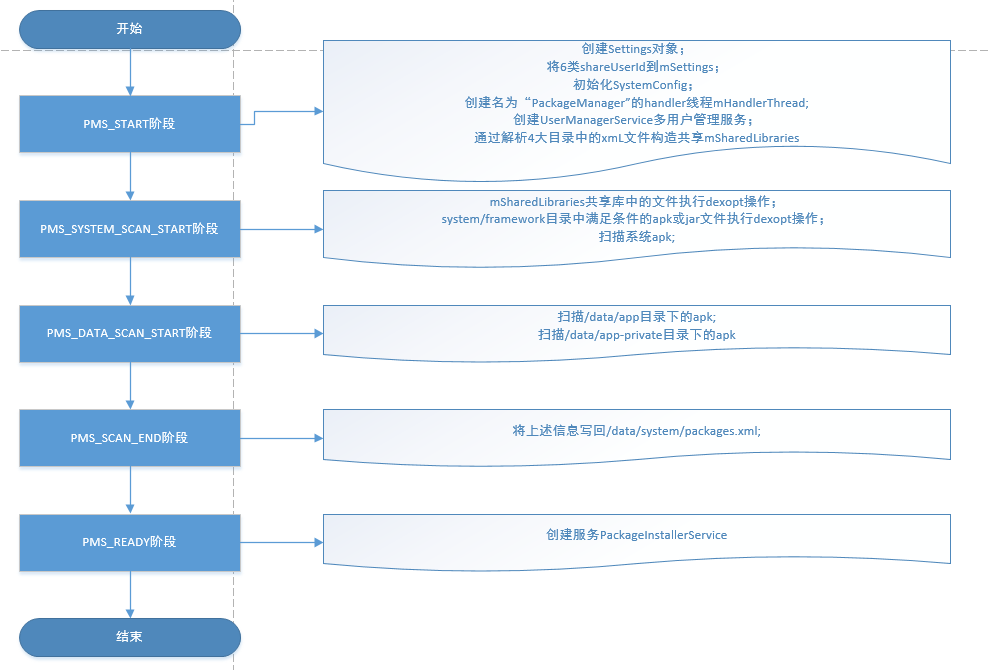 开始
PMS_START阶段
创建Settings对象；
将6类shareUserId到mSettings；
初始化SystemConfig；
创建名为“PackageManager”的handler线程mHandlerThread;
创建UserManagerService多用户管理服务；
通过解析4大目录中的xmL文件构造共享mSharedLibraries
PMS_SYSTEM_SCAN_START阶段
mSharedLibraries共享库中的文件执行dexopt操作；
system/framework目录中满足条件的apk或jar文件执行dexopt操作；
扫描系统apk;
PMS_DATA_SCAN_START阶段
扫描/data/app目录下的apk;
扫描/data/app-private目录下的apk
PMS_SCAN_END阶段
将上述信息写回/data/system/packages.xml;
PMS_READY阶段
创建服务PackageInstallerService
结束